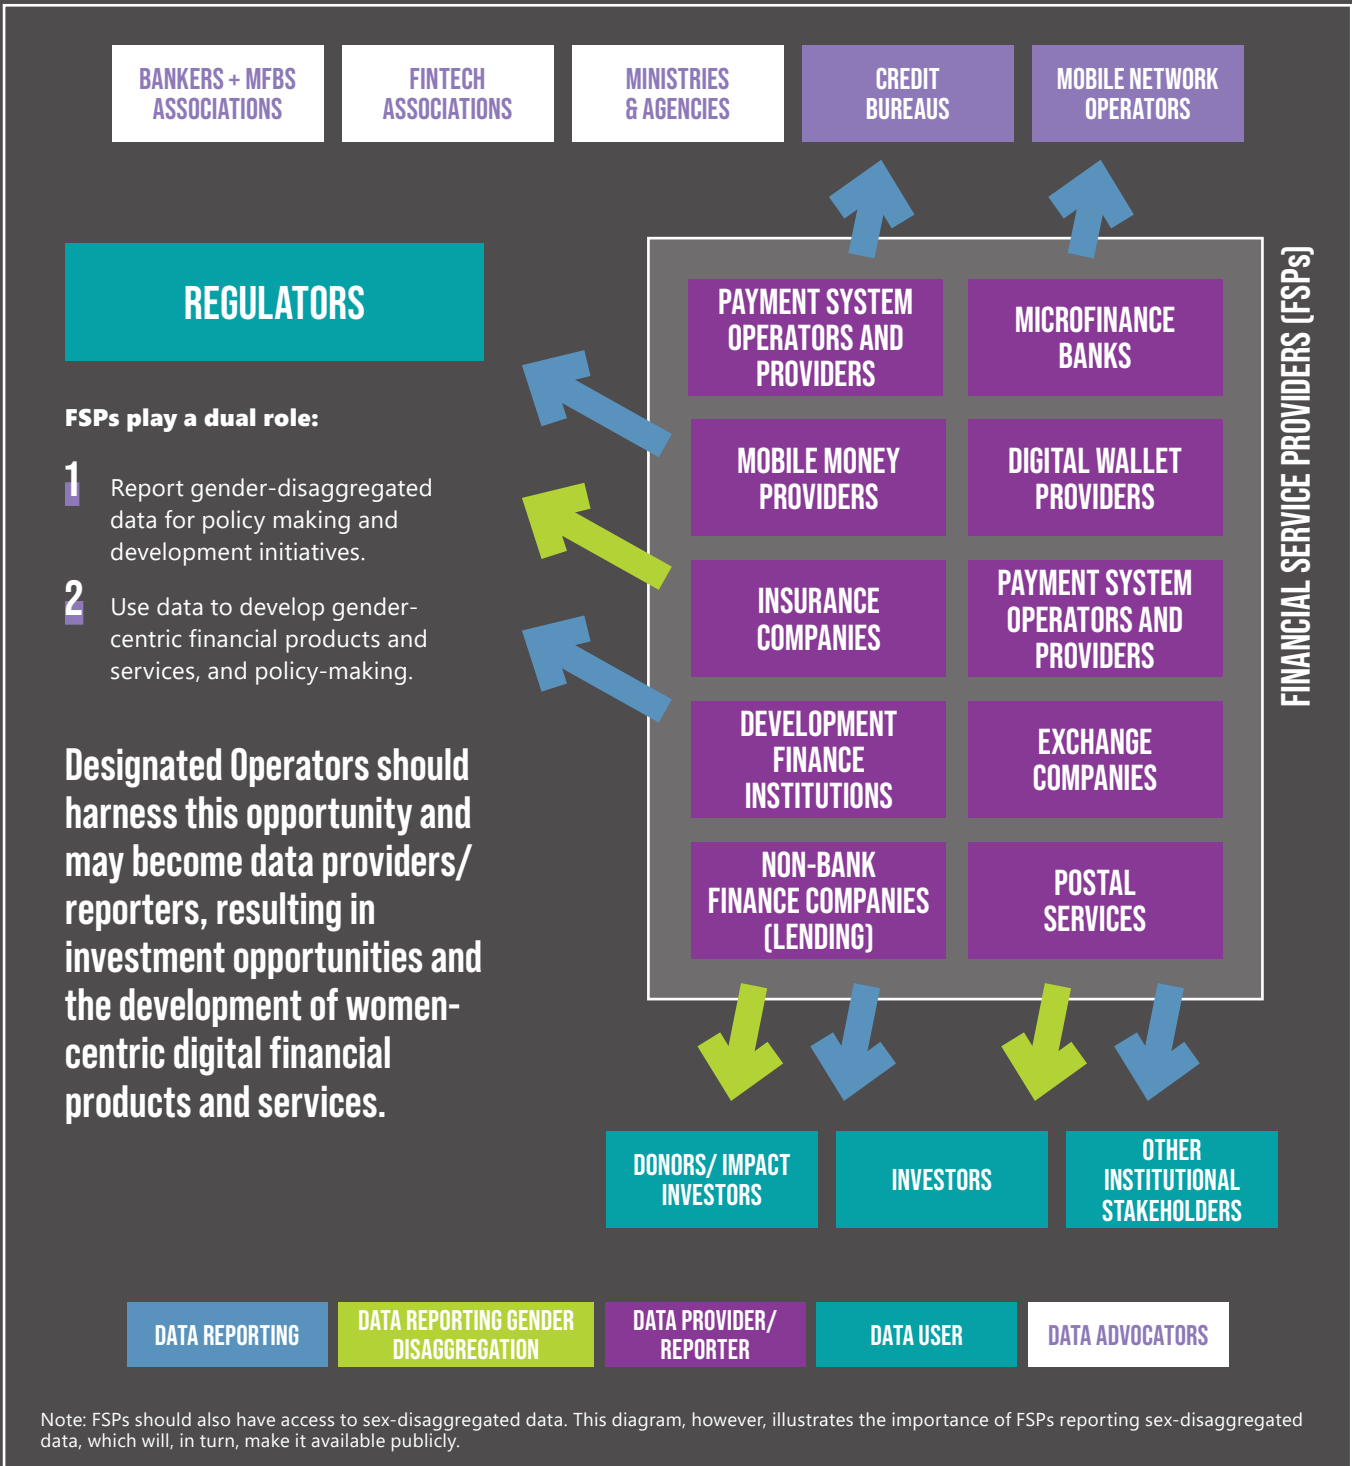 BANKERS + MFBS
ASSOCIATIONS
FINTECH
ASSOCIATIONS
MINISTRIES
& AGENCIES
CREDIT
BUREAUS
MOBILE NETWORK
OPERATORS
REGULATORS
FSPs play a dual role:
1
Report gender-disaggregated
data for policy making and
development initiatives.
2
Use data to develop gender-
centric financial products and
services, and policy-making.
Designated Operators should
harness this opportunity and
may become data providers/
reporters, resulting in
investment opportunities and
the development of women-
centric digital financial
products and services.
PAYMENT SYSTEM
OPERATORS AND
PROVIDERS
MICROFINANCE
BANKS
MOBILE MONEY
PROVIDERS
DIGITAL WALLET
PROVIDERS
INSURANCE
COMPANIES
PAYMENT SYSTEM
OPERATORS AND
PROVIDERS
DEVELOPMENT
FINANCE
INSTITUTIONS
EXCHANGE
COMPANIES
NON-BANK
FINANCE COMPANIES
(LENDING)
POSTAL
SERVICES
FINANCIAL SERVICE PROVIDERS (FSPs)
DONORS/ IMPACT
INVESTORS
INVESTORS
OTHER
INSTITUTIONAL
STAKEHOLDERS
DATA REPORTING
DATA REPORTING GENDER
DISAGGREGATION
DATA PROVIDER/
REPORTER
DATA USER
DATA ADVOCATORS
Note: FSPs should also have access to sex-disaggregated data. This diagram, however, illustrates the importance of FSPs reporting sex-disaggregated
data, which will, in turn, make it available publicly.